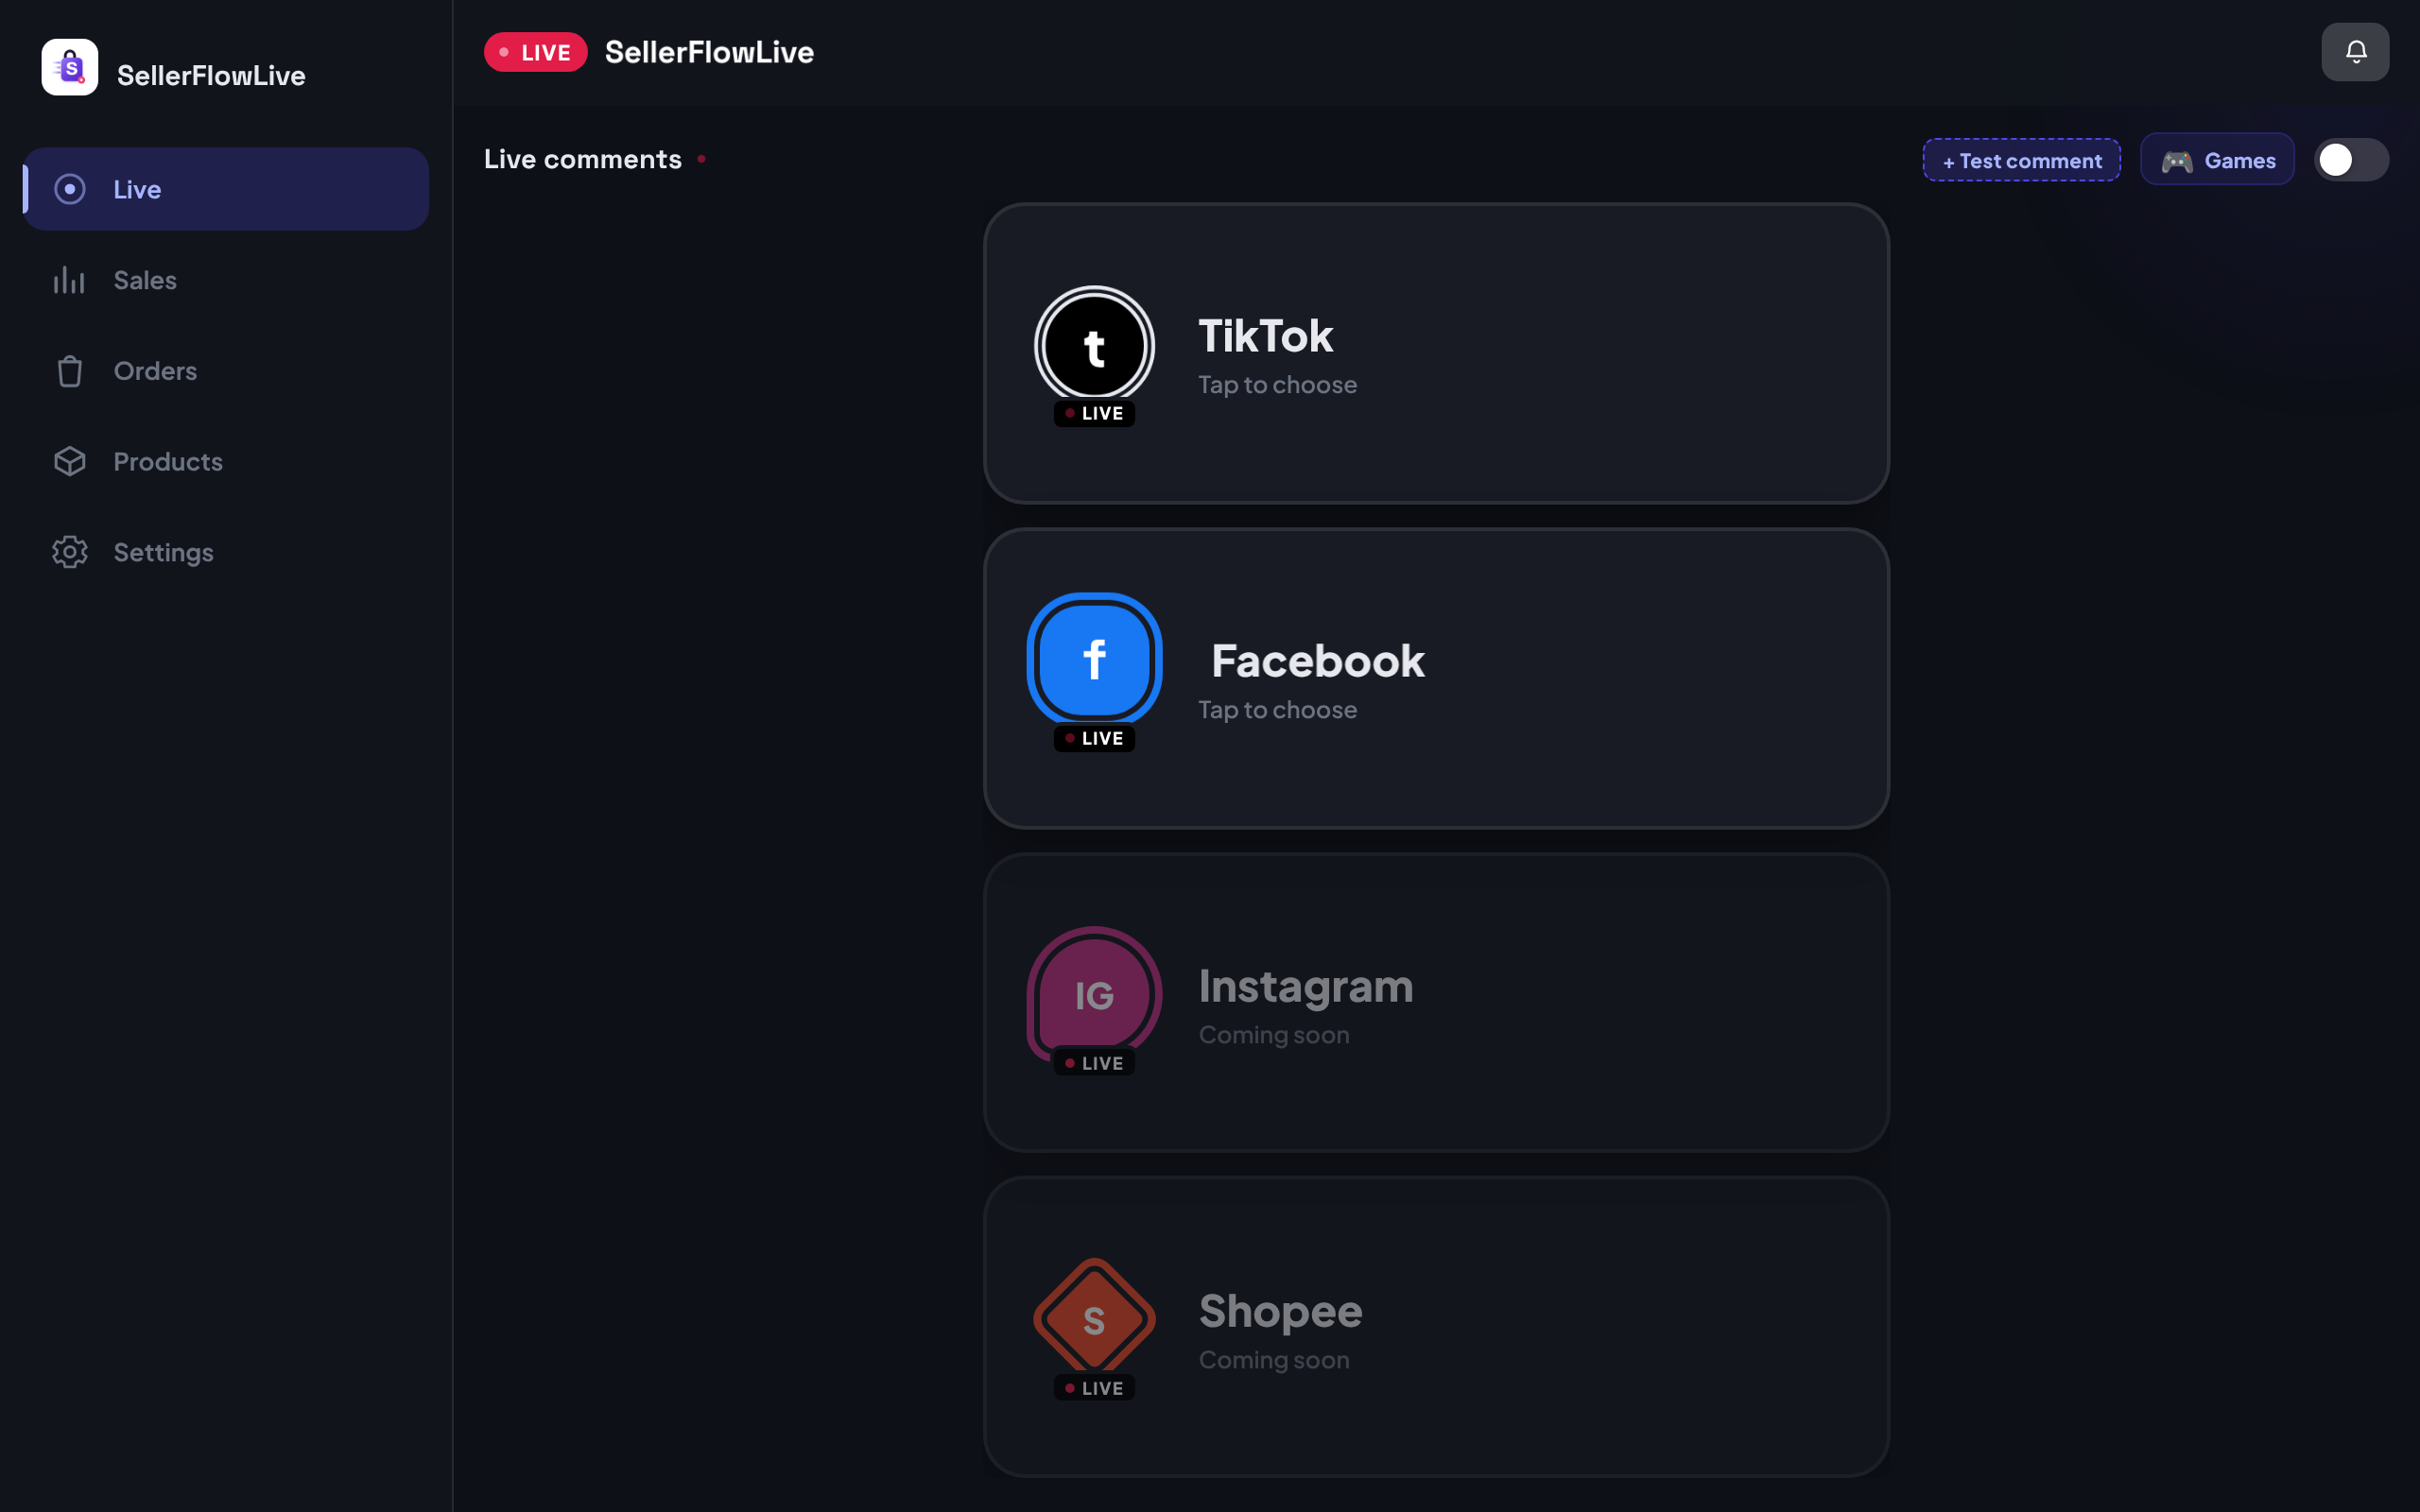 S
SellerFlowLive
Live
Sales
Orders
Products
Settings
LIVE SellerFlowLive
Live comments
+ Test comment
Games
t
LIVE
TikTok
Tap to choose
f
LIVE
Facebook
Tap to choose
IG
LIVE
Instagram
Coming soon
S
LIVE
Shopee
Coming soon